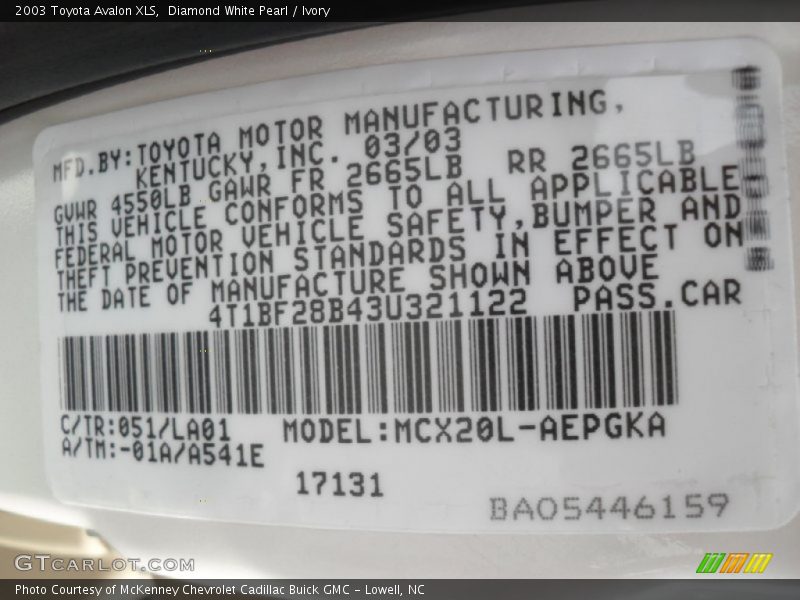 2003 Toyota Avalon XLS,  Diamond White Pearl / Ivory
MFD.BY:TOYOTA MOTOR MANUFACTURING,
KENTUCKY,INC. 03/03
GVWR 4550LB GAWR FR 2665LB RR 2665LB
THIS VEHICLE CONFORMS TO ALL APPLICABLE
FEDERAL MOTOR VEHICLE SAFETY,BUMPER AND
THEFT PREVENTION STANDARDS IN EFFECT ON
THE DATE OF MANUFACTURE SHOWN ABOVE
4T1BF28B43U321122 PASS.CAR
C/TR:051/LA01 MODEL:MCX20L-AEPGKA
A/TM:-01A/A541E
17131
BA05446159
GTCARLOT.COM
Photo Courtesy of McKenney Chevrolet Cadillac Buick GMC - Lowell, NC